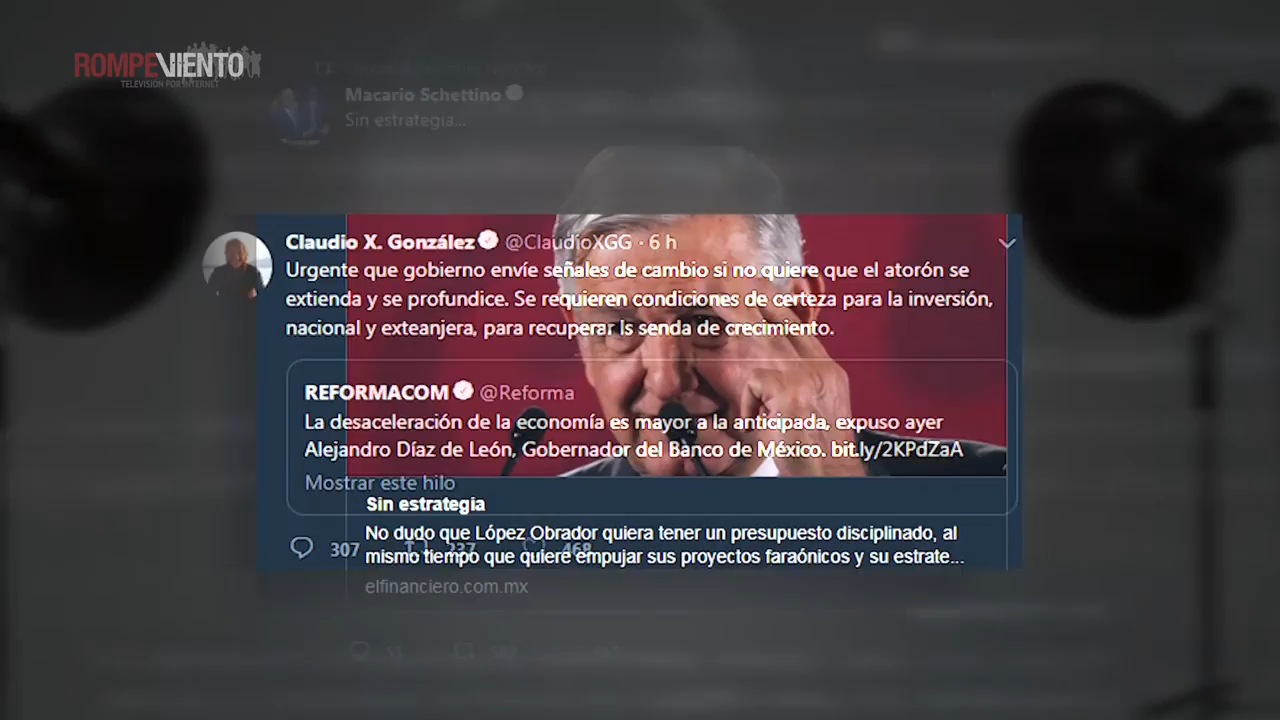 ROMPEVIENTO
TELEVISIÓN POR INTERNET
Macario Schettino
Sin estrategia...
Claudio X. González @ClaudioXGG · 6 h
Urgente que gobierno envíe señales de cambio si no quiere que el atorón se
extienda y se profundice. Se requieren condiciones de certeza para la inversión,
nacional y exteanjera, para recuperar ls senda de crecimiento.
REFORMACOM @Reforma
La desaceleración de la economía es mayor a la anticipada, expuso ayer
Alejandro Díaz de León, Gobernador del Banco de México. bit.ly/2KPdZaA
Mostrar este hilo
Sin estrategia
307 237 468
No dudo que López Obrador quiera tener un presupuesto disciplinado, al
mismo tiempo que quiere empujar sus proyectos faraónicos y su estrate...
elfinanciero.com.mx